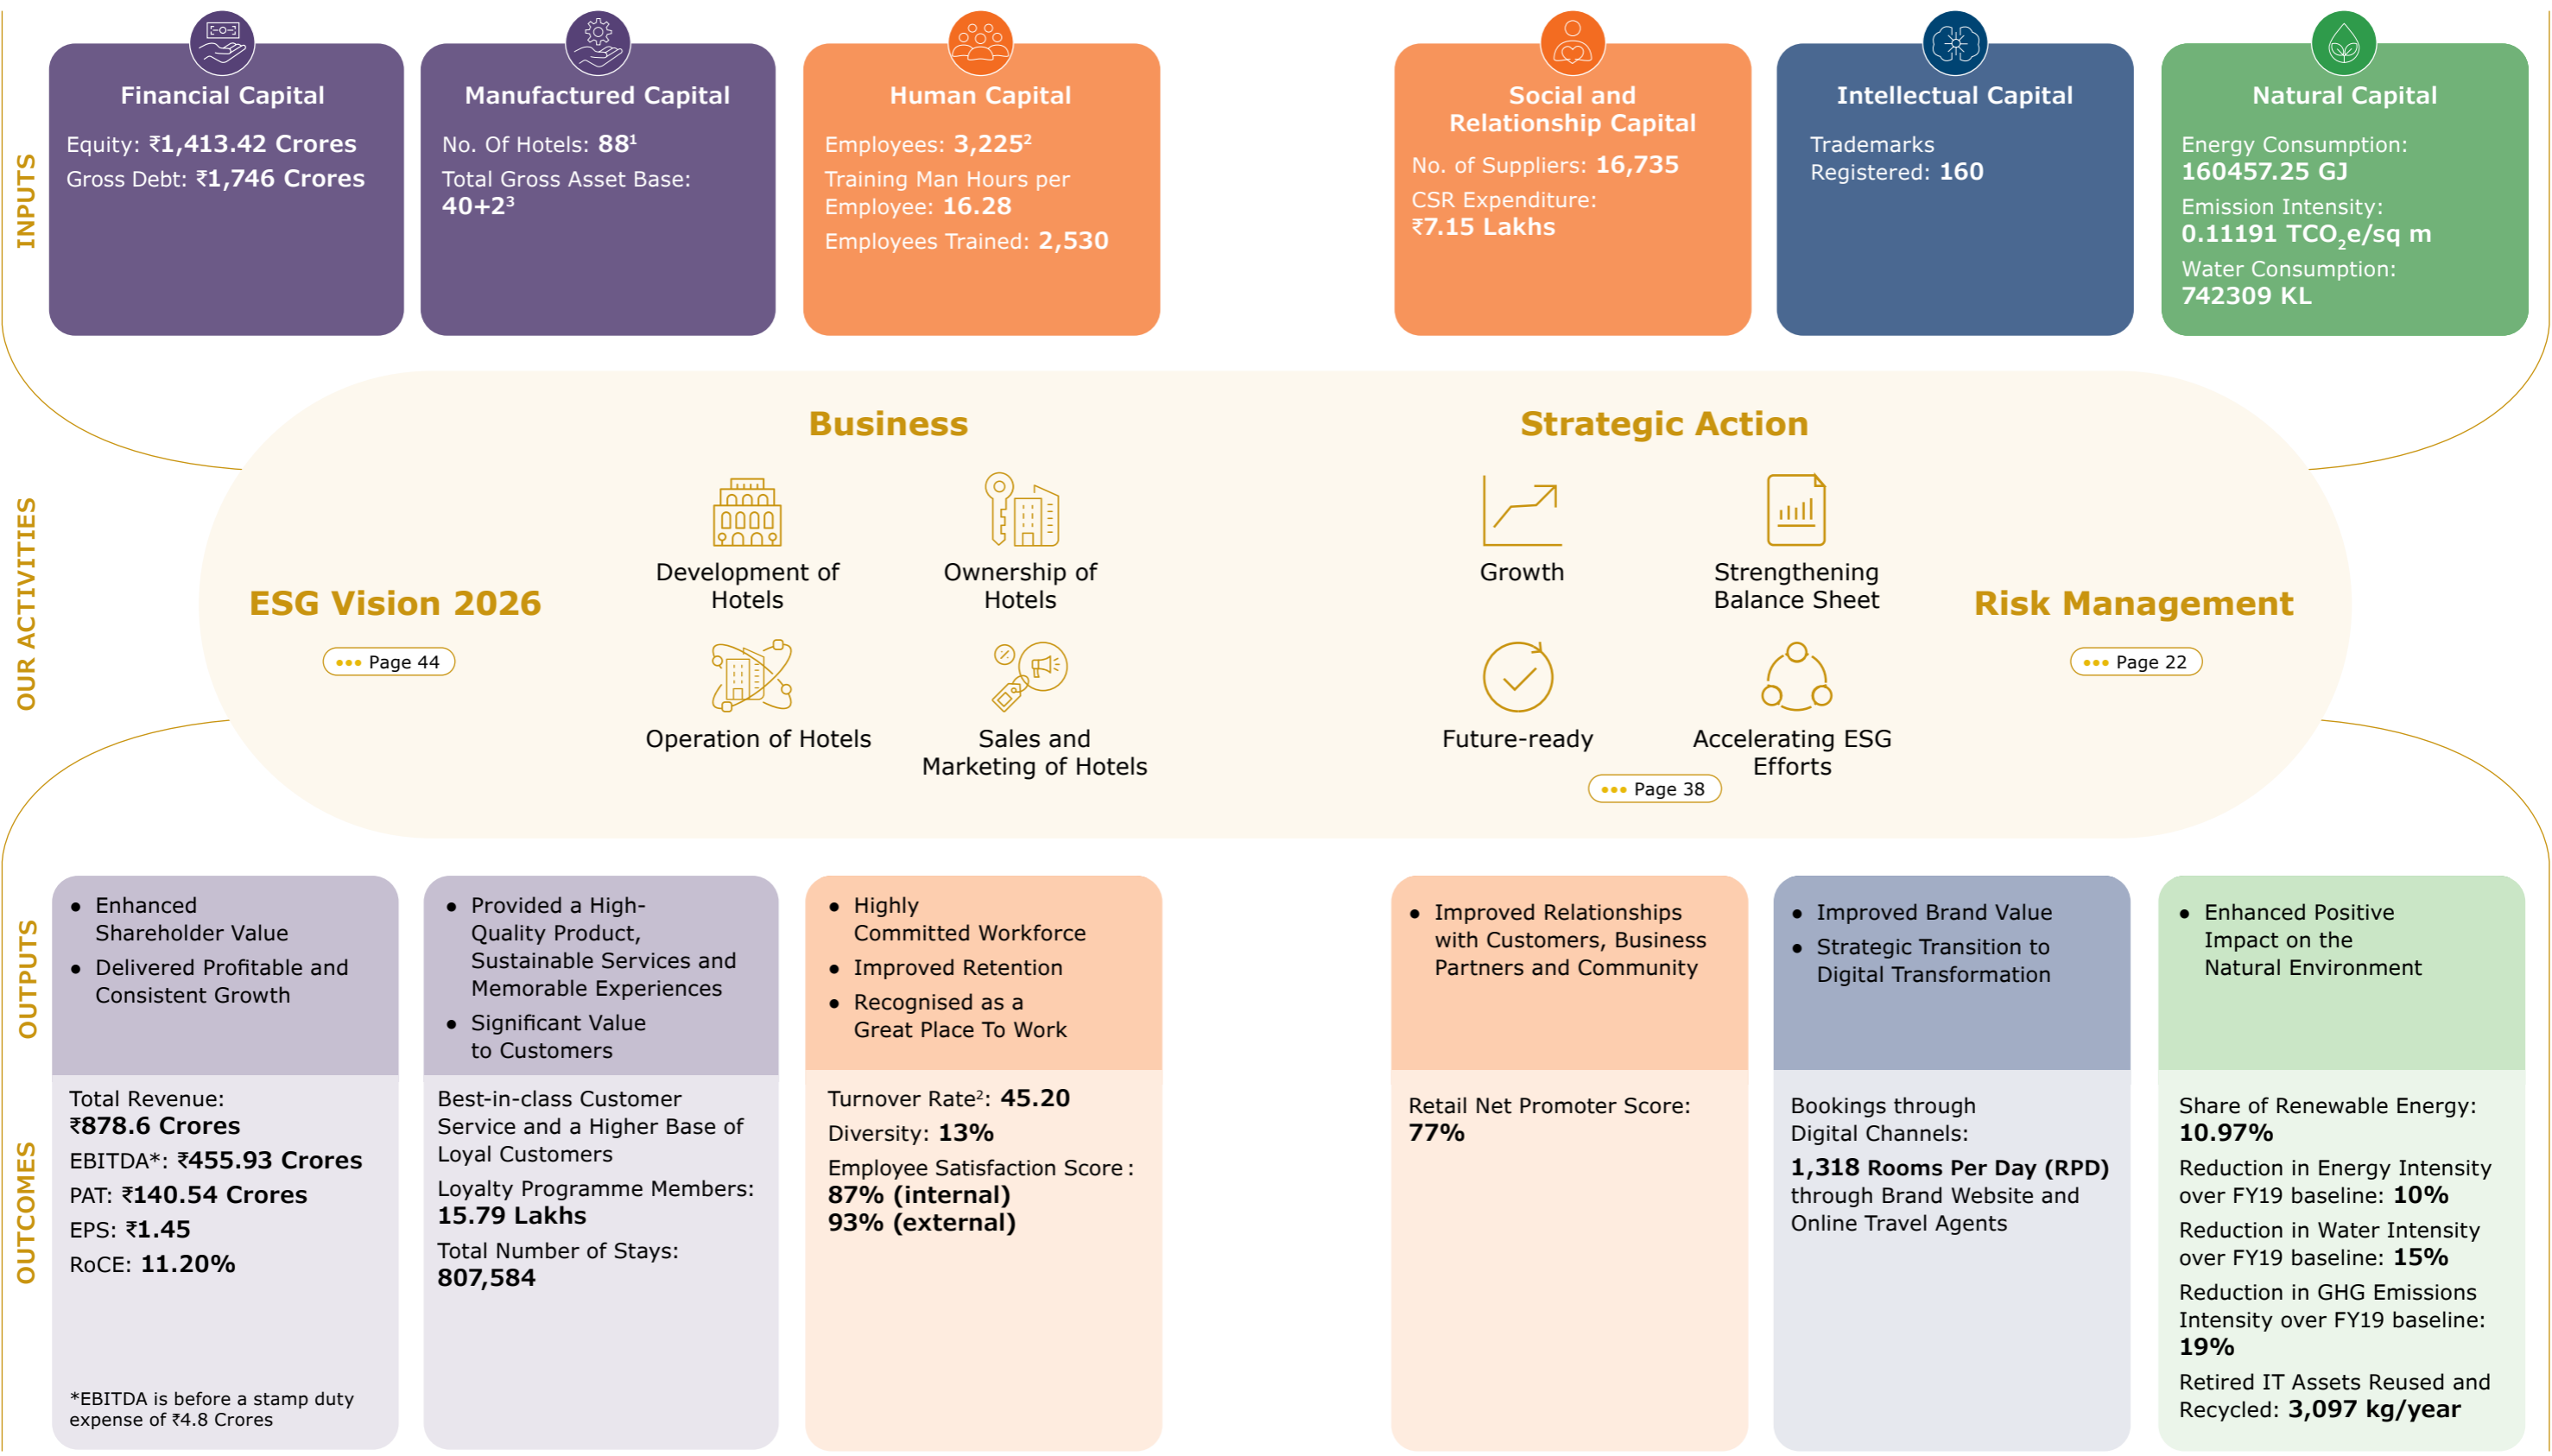 INPUTS
Financial Capital
Equity: ₹1,413.42 Crores
Gross Debt: ₹1,746 Crores
Manufactured Capital
No. Of Hotels: 88¹
Total Gross Asset Base:
40+2³
Human Capital
Employees: 3,225²
Training Man Hours per
Employee: 16.28
Employees Trained: 2,530
Social and
Relationship Capital
No. of Suppliers: 16,735
CSR Expenditure:
₹7.15 Lakhs
Intellectual Capital
Trademarks
Registered: 160
Natural Capital
Energy Consumption:
160457.25 GJ
Emission Intensity:
0.11191 TCO₂e/sq m
Water Consumption:
742309 KL
OUR ACTIVITIES
ESG Vision 2026
••• Page 44
Business
Development of
Hotels
Ownership of
Hotels
Operation of Hotels
Sales and
Marketing of Hotels
Strategic Action
Growth
Strengthening
Balance Sheet
Future-ready
Accelerating ESG
Efforts
••• Page 38
Risk Management
••• Page 22
OUTPUTS
• Enhanced
Shareholder Value
• Delivered Profitable and
Consistent Growth
• Provided a High-
Quality Product,
Sustainable Services and
Memorable Experiences
• Significant Value
to Customers
• Highly
Committed Workforce
• Improved Retention
• Recognised as a
Great Place To Work
• Improved Relationships
with Customers, Business
Partners and Community
• Improved Brand Value
• Strategic Transition to
Digital Transformation
• Enhanced Positive
Impact on the
Natural Environment
OUTCOMES
Total Revenue:
₹878.6 Crores
EBITDA*: ₹455.93 Crores
PAT: ₹140.54 Crores
EPS: ₹1.45
RoCE: 11.20%
*EBITDA is before a stamp duty
expense of ₹4.8 Crores
Best-in-class Customer
Service and a Higher Base of
Loyal Customers
Loyalty Programme Members:
15.79 Lakhs
Total Number of Stays:
807,584
Turnover Rate²: 45.20
Diversity: 13%
Employee Satisfaction Score :
87% (internal)
93% (external)
Retail Net Promoter Score:
77%
Bookings through
Digital Channels:
1,318 Rooms Per Day (RPD)
through Brand Website and
Online Travel Agents
Share of Renewable Energy:
10.97%
Reduction in Energy Intensity
over FY19 baseline: 10%
Reduction in Water Intensity
over FY19 baseline: 15%
Reduction in GHG Emissions
Intensity over FY19 baseline:
19%
Retired IT Assets Reused and
Recycled: 3,097 kg/year